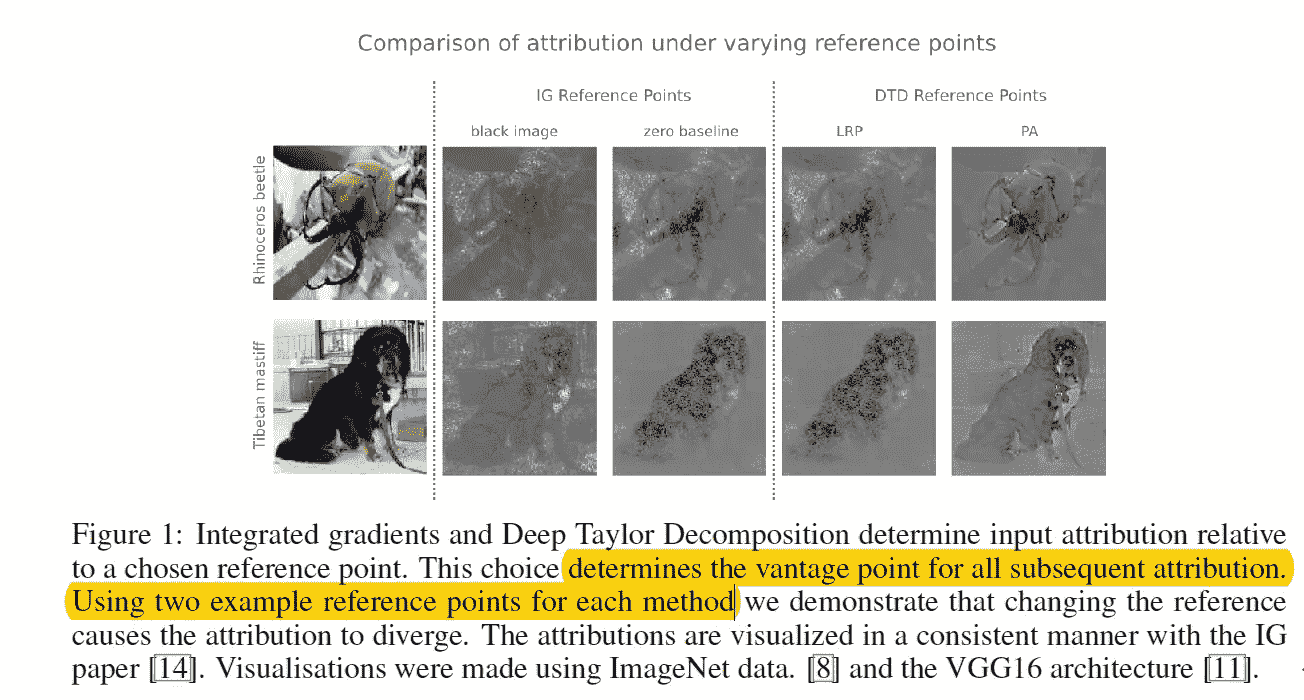 Comparison of attribution under varying reference points
IG Reference Points
DTD Reference Points
black image
zero baseline
LRP
PA
Rhinoceros beetle
Tibetan mastiff
Figure 1: Integrated gradients and Deep Taylor Decomposition determine input attribution relative
to a chosen reference point. This choice determines the vantage point for all subsequent attribution.
Using two example reference points for each method we demonstrate that changing the reference
causes the attribution to diverge. The attributions are visualized in a consistent manner with the IG
paper [14]. Visualisations were made using ImageNet data. [8] and the VGG16 architecture [11].